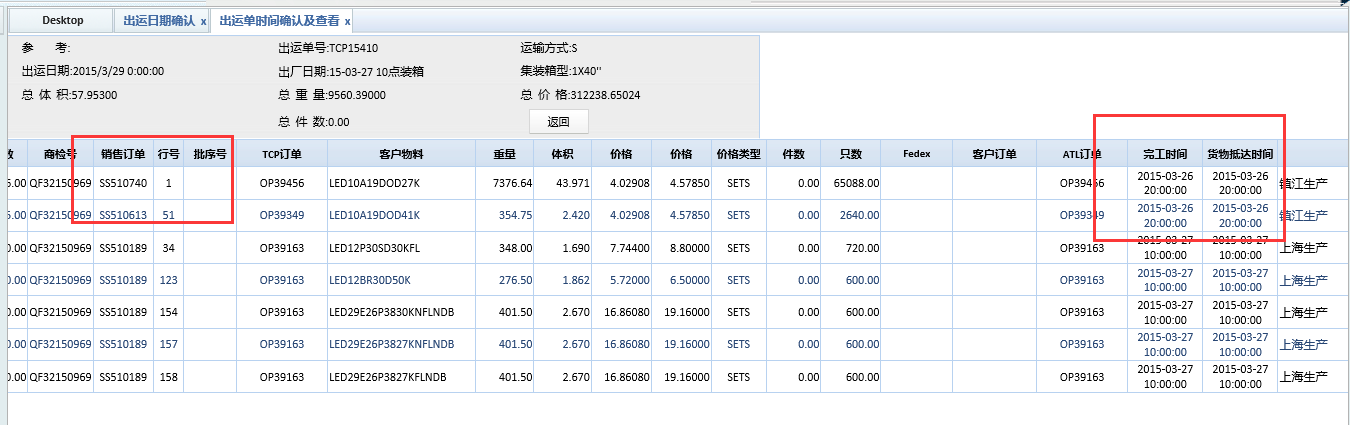 Desktop 出运日期确认 x 出运单时间确认及查看 x
参 考: 出运单号:TCP15410 运输方式:S
出运日期:2015/3/29 0:00:00 出厂日期:15-03-27 10点装箱 集装箱型:1X40"
总 体 积:57.95300 总 重 量:9560.39000 总 价 格:312238.65024
总 件 数:0.00 返回
数 商检号 销售订单 行号 批序号 TCP订单 客户物料 重量 体积 价格 价格 价格类型 件数 只数 Fedex 客户订单 ATL订单 完工时间 货物抵达时间
.00 QF32150969 SS510740 1 OP39456 LED10A19DOD27K 7376.64 43.971 4.02908 4.57850 SETS 0.00 65088.00 OP39456 2015-03-26 20:00:00 2015-03-26 20:00:00 镇江生产
.00 QF32150969 SS510613 51 OP39349 LED10A19DOD41K 354.75 2.420 4.02908 4.57850 SETS 0.00 2640.00 OP39349 2015-03-26 20:00:00 2015-03-26 20:00:00 镇江生产
0.00 QF32150969 SS510189 34 OP39163 LED12P30SD30KFL 348.00 1.690 7.74400 8.80000 SETS 0.00 720.00 OP39163 2015-03-27 10:00:00 2015-03-27 10:00:00 上海生产
0.00 QF32150969 SS510189 123 OP39163 LED12BR30D50K 276.50 1.862 5.72000 6.50000 SETS 0.00 600.00 OP39163 2015-03-27 10:00:00 2015-03-27 10:00:00 上海生产
0.00 QF32150969 SS510189 154 OP39163 LED29E26P3830KNFLNDB 401.50 2.670 16.86080 19.16000 SETS 0.00 600.00 OP39163 2015-03-27 10:00:00 2015-03-27 10:00:00 上海生产
0.00 QF32150969 SS510189 157 OP39163 LED29E26P3827KNFLNDB 401.50 2.670 16.86080 19.16000 SETS 0.00 600.00 OP39163 2015-03-27 10:00:00 2015-03-27 10:00:00 上海生产
0.00 QF32150969 SS510189 158 OP39163 LED29E26P3827KFLNDB 401.50 2.670 16.86080 19.16000 SETS 0.00 600.00 OP39163 2015-03-27 10:00:00 2015-03-27 10:00:00 上海生产